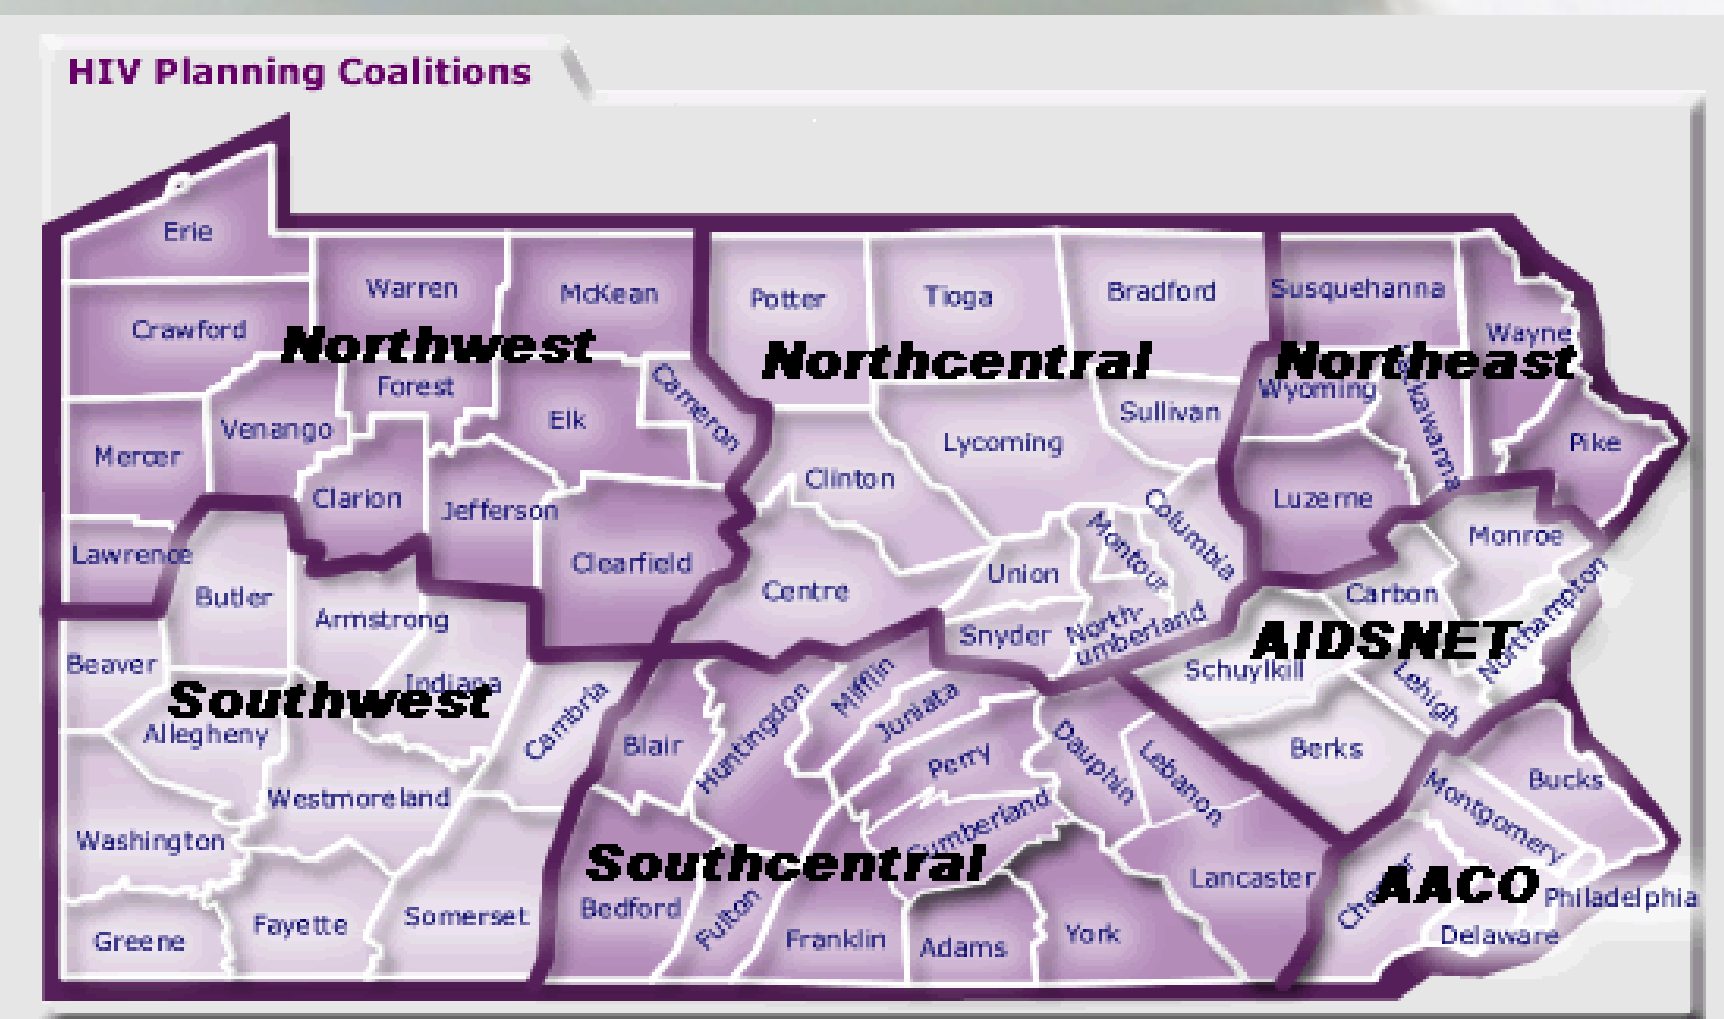 HIV Planning Coalitions
Erie
Warren
McKean
Potter
Tioga
Bradford
Susquehanna
Wayne
Crawford
Northwest
Northcentral
Northeast
Forest
Cameron
Wyoming
Lackawanna
Venango
Elk
Sullivan
Lycoming
Pike
Mercer
Clinton
Clarion
Jefferson
Columbia
Luzerne
Lawrence
Clearfield
Montour
Monroe
Butler
Centre
Union
Carbon
Northampton
Armstrong
Snyder
North-
umberland
AIDSNET
Beaver
Indiana
Schuylkill
Lehigh
Southwest
Cambria
Huntingdon
Mifflin
Juniata
Allegheny
Blair
Perry
Dauphin
Lebanon
Berks
Bucks
Westmoreland
Montgomery
Washington
Cumberland
Southcentral
Lancaster
Chester
AACO
Philadelphia
Bedford
Fulton
Somerset
Fayette
Greene
Franklin
Adams
York
Delaware